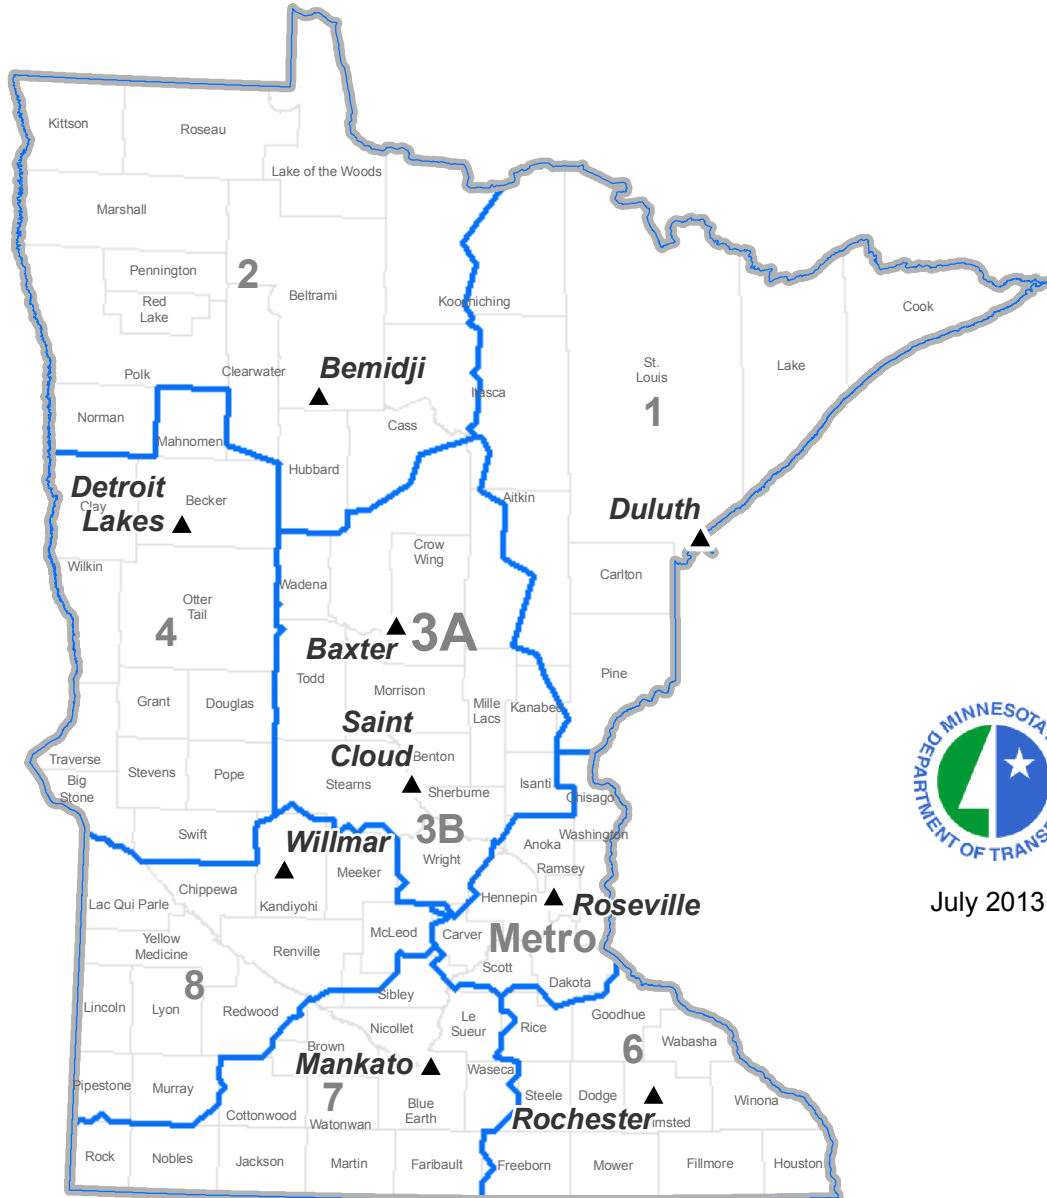 Kittson
Roseau
Lake of the Woods
Marshall
Pennington
2
Red
Lake
Beltrami
Koochiching
Cook
Polk
Clearwater
Bemidji
St.
Louis
Lake
Itasca
1
Norman
Mahnomen
Cass
Hubbard
Detroit
Lakes
Clay
Becker
Aitkin
Duluth
Crow
Wing
Wilkin
Wadena
Carlton
Otter
Tail
4
3A
Baxter
Todd
Pine
Morrison
Grant
Douglas
Mille
Lacs
Kanabec
Saint
Cloud
Benton
Traverse
Big
Stone
Stevens
Pope
Stearns
Sherburne
Isanti
Chisago
3B
Swift
Willmar
Wright
Anoka
Washington
Ramsey
Meeker
Chippewa
Kandiyohi
Lac Qui Parle
Hennepin
Roseville
McLeod
Carver
Metro
Yellow
Medicine
Renville
Scott
8
Dakota
Lincoln
Lyon
Redwood
Sibley
Nicollet
Le
Sueur
Rice
Goodhue
Wabasha
6
Brown
Mankato
Waseca
Pipestone
Murray
7
Cottonwood
Watonwan
Blue
Earth
Steele
Dodge
Rochester
Winona
Rock
Nobles
Jackson
Martin
Faribault
Freeborn
Mower
Fillmore
Houston
MINNESOTA
DEPARTMENT OF
July 2013